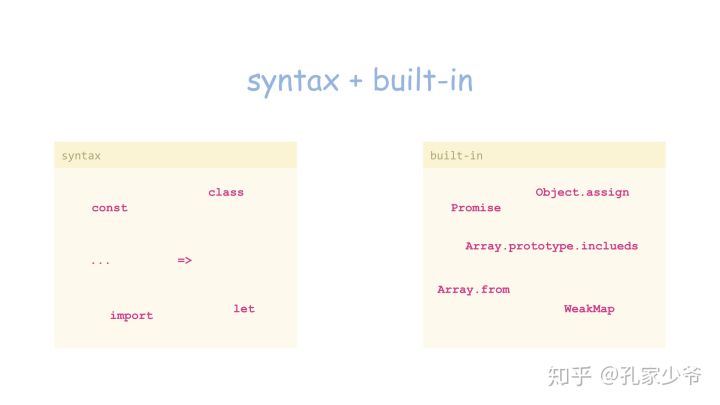 syntax + built-in
syntax
class
const
...
=>
let
import
built-in
Object.assign
Promise
Array.prototype.inclueds
Array.from
WeakMap
知乎 @孔家少爷